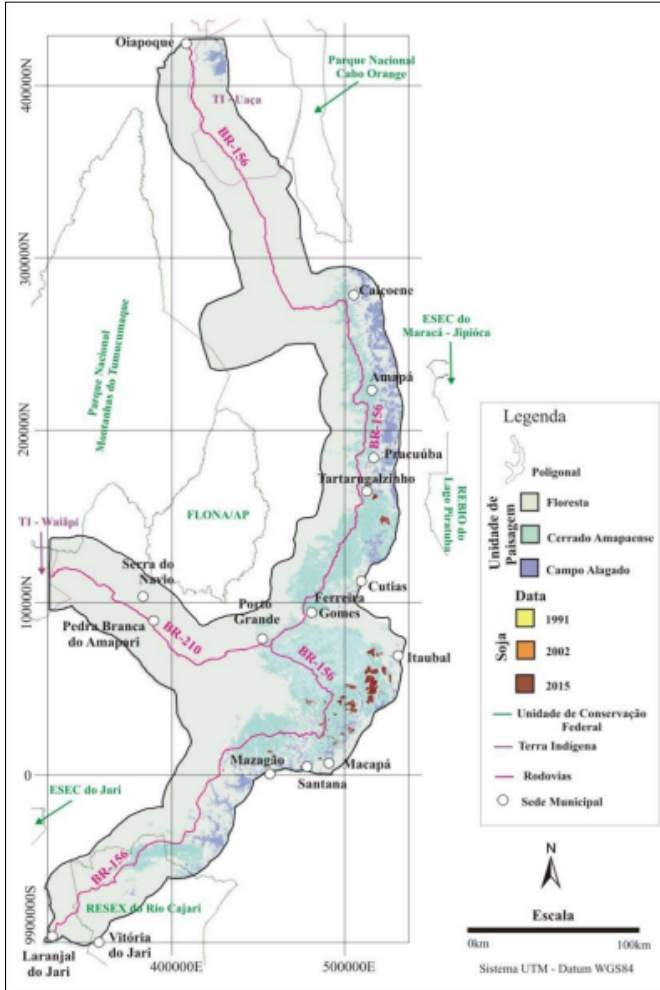 Oiapoque
Parque Nacional
Cabo Orange
400000N
TI - Uaça
BR-156
300000N
Calçoene
ESEC do
Maracá - Jipióca
Parque Nacional
Montanhas do Tumucumaque
Amapá
BR-156
200000N
Pracuúba
Tartarugalzinho
REBIO do
Lago Piratuba
FLONA/AP
TI - Waiãpi
Serra do
Navio
Cutias
100000N
Porto
Grande
Ferreira
Gomes
Pedra Branca
do Amapari
BR-210
BR-156
Itaubal
Mazagão
Macapá
0
Santana
ESEC do Jari
BR-156
RESEX do Rio Cajari
9900000S
Laranjal
do Jari
Vitória
do Jari
400000E
500000E
Legenda
Poligonal
Unidade de
Paisagem
Floresta
Cerrado Amapaense
Campo Alagado
Data
Soja
1991
2002
2015
Unidade de Conservação
Federal
Terra Indígena
Rodovias
Sede Municipal
N
Escala
0km
100km
Sistema UTM - Datum WGS84